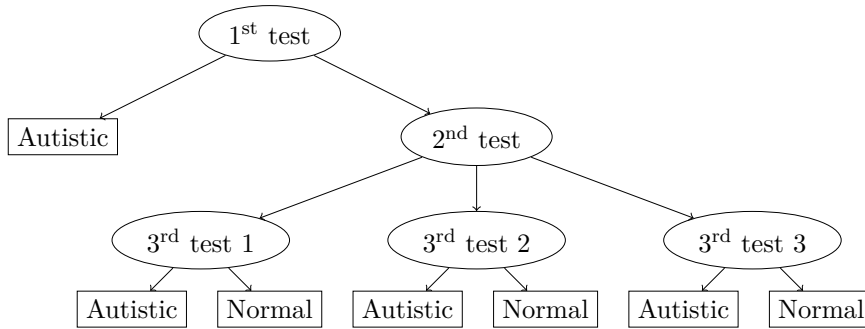 1st test
Autistic
2nd test
3rd test 1
3rd test 2
3rd test 3
Autistic
Normal
Autistic
Normal
Autistic
Normal